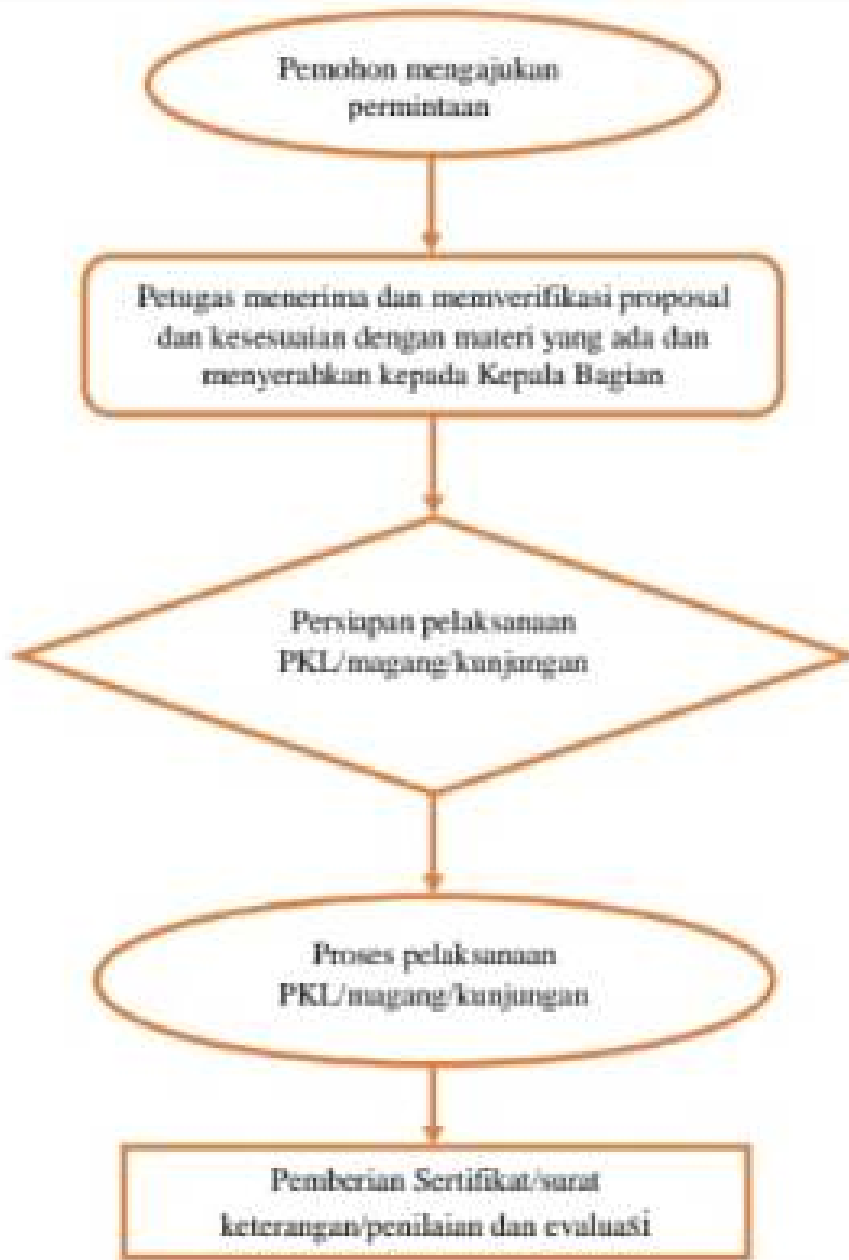 Pemohon mengajukan
permintaan
Petugas menerima dan memverifikasi proposal
dan kesesuaian dengan materi yang ada dan
menyerahkan kepada Kepala Bagian
Persiapan pelaksanaan
PKL/magang/kunjungan
Proses pelaksanaan
PKL/magang/kunjungan
Pemberian Sertifikat/surat
keterangan/penilaian dan evaluasi